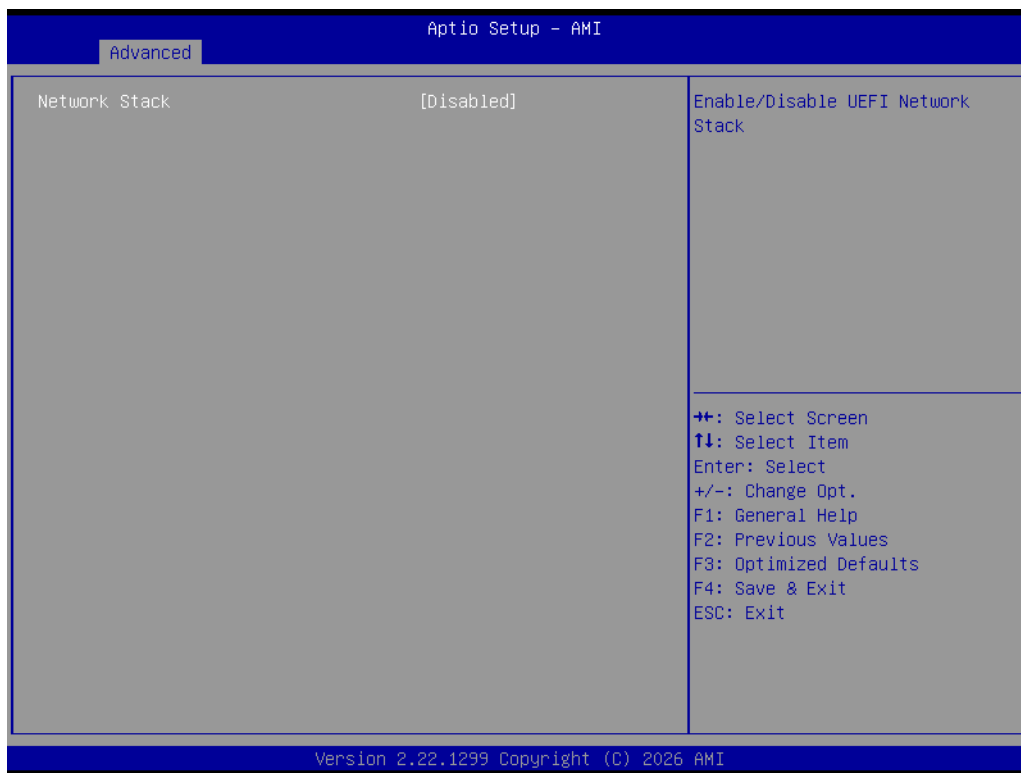 Aptio Setup – AMI
Advanced
Network Stack [Disabled]
Enable/Disable UEFI Network
Stack
→←: Select Screen
↑↓: Select Item
Enter: Select
+/-: Change Opt.
F1: General Help
F2: Previous Values
F3: Optimized Defaults
F4: Save & Exit
ESC: Exit
Version 2.22.1299 Copyright (C) 2026 AMI